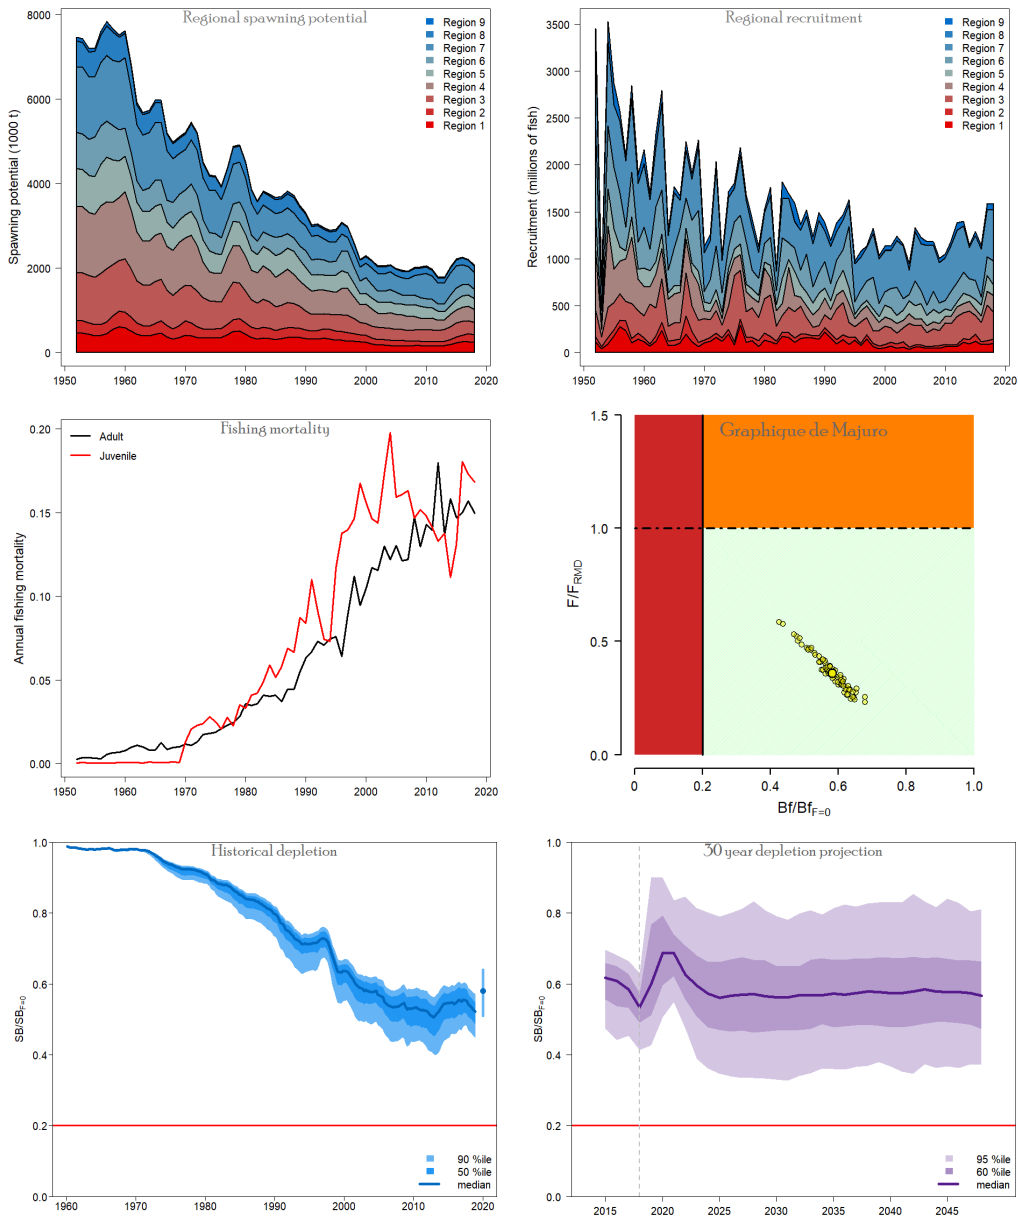 Regional spawning potential
Spawning potential (1000 t)
8000
6000
4000
2000
0
1950 1960 1970 1980 1990 2000 2010 2020
Region 9
Region 8
Region 7
Region 6
Region 5
Region 4
Region 3
Region 2
Region 1
Regional recruitment
Recruitment (millions of fish)
3500
3000
2500
2000
1500
1000
500
0
1950 1960 1970 1980 1990 2000 2010 2020
Region 9
Region 8
Region 7
Region 6
Region 5
Region 4
Region 3
Region 2
Region 1
Fishing mortality
Annual fishing mortality
0.20
0.15
0.10
0.05
0.00
1950 1960 1970 1980 1990 2000 2010 2020
Adult
Juvenile
Graphique de Majuro
F/FRMD
1.5
1.0
0.5
0.0
0 0.2 0.4 0.6 0.8 1.0
Bf/BfF=0
Historical depletion
SB/SBF=0
1.0
0.8
0.6
0.4
0.2
0.0
1960 1970 1980 1990 2000 2010 2020
90 %ile
50 %ile
median
30 year depletion projection
SB/SBF=0
1.0
0.8
0.6
0.4
0.2
0.0
2015 2020 2025 2030 2035 2040 2045
95 %ile
60 %ile
median